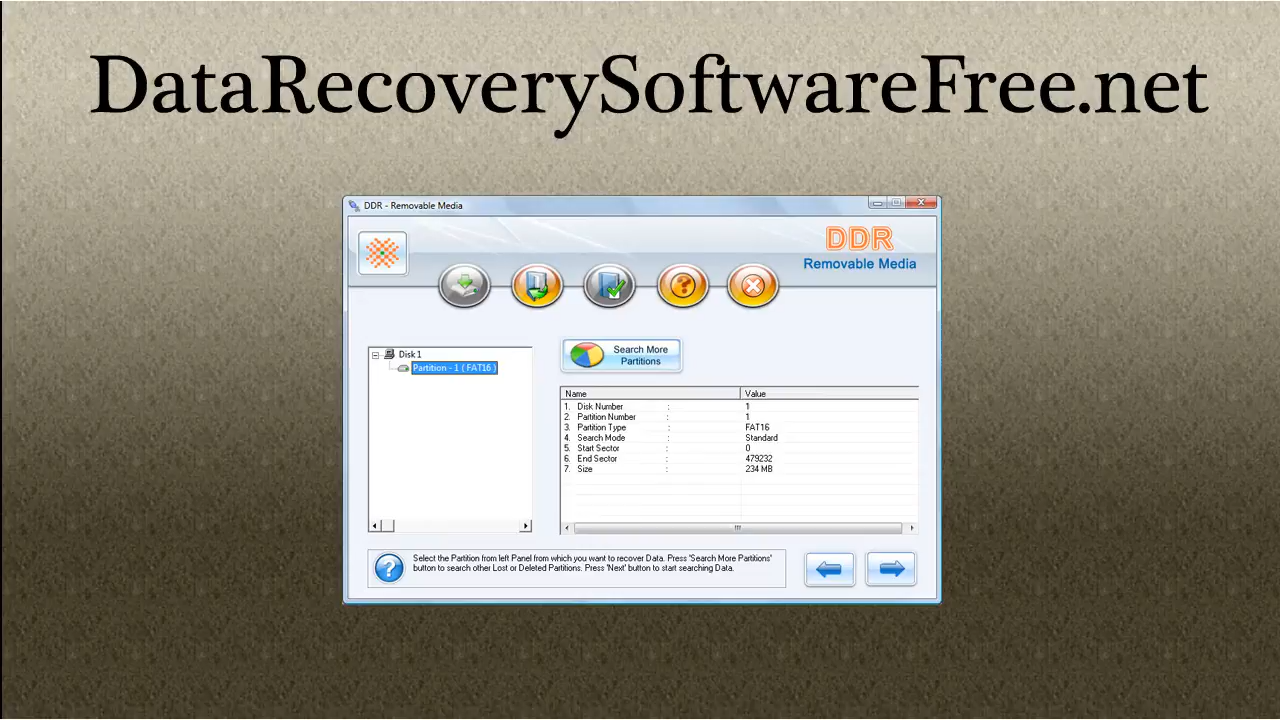 DataRecoverySoftwareFree.net
DDR - Removable Media
DDR
Removable Media
Disk 1
Partition - 1 ( FAT16 )
Search More
Partitions
Name Value
1. Disk Number : 1
2. Partition Number : 1
3. Partition Type : FAT16
4. Search Mode : Standard
5. Start Sector : 0
6. End Sector : 479232
7. Size : 234 MB
Select the Partition from left Panel from which you want to recover Data. Press 'Search More Partitions'
button to search other Lost or Deleted Partitions. Press 'Next' button to start searching Data.